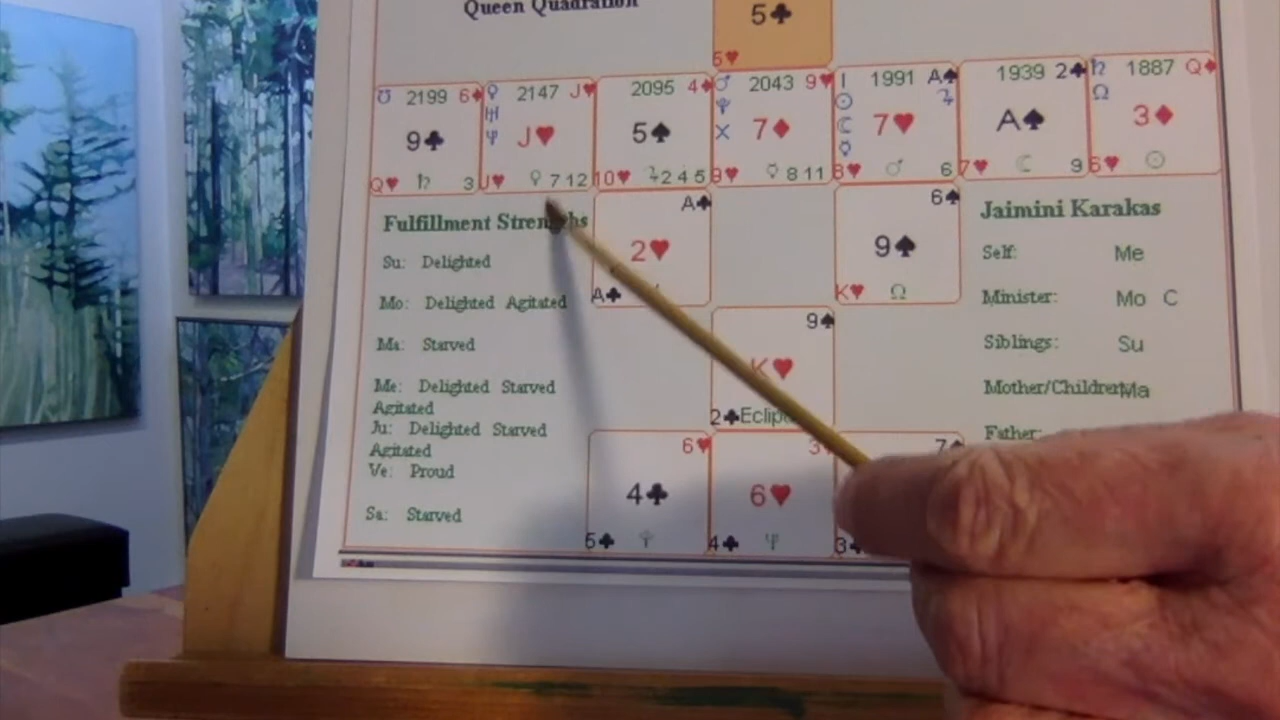 Queen Quadration
5♣
5♥
☋ 2199 6♦ ♀ 2147 J♥ 2095 4♦ ♂ 2043 9♥ I 1991 A♠ 1939 2♣ ♄ 1887 Q♦
♅ ♆ ☉ ♃ Ω
9♣ J♥ 5♠ 7♦ 7♥ A♠ 3♦
Q♥ ♄ 3 J♥ ♀ 7 12 10♥ ♃ 2 4 5 9♥ ☿ 8 11 8♥ ♂ 6 7♥ ☾ 9 6♥ ☉
A♣ 6♠
Fulfillment Jaimini Karakas
2♥ 9♠
Su: Delighted Self: Me
A♣ K♥ Ω
Mo: Delighted Agitated Minister: Mo C
9♠
Ma: Starved Siblings: Su
K♥
Me: Delighted Starved Mother/Children Ma
Agitated
2♣
Ju: Delighted Starved Father:
Agitated
6♥
Ve: Proud
4♣ 6♥
Sa: Starved
5♣ 4♣ ♆